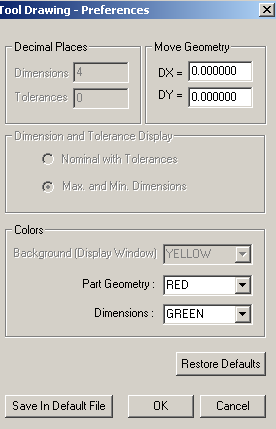 Tool Drawing - Preferences
Decimal Places
Dimensions 4
Tolerances 0
Move Geometry
DX = 0.000000
DY = 0.000000
Dimension and Tolerance Display
Nominal with Tolerances
Max. and Min. Dimensions
Colors
Background (Display Window) YELLOW
Part Geometry : RED
Dimensions : GREEN
Restore Defaults
Save In Default File OK Cancel